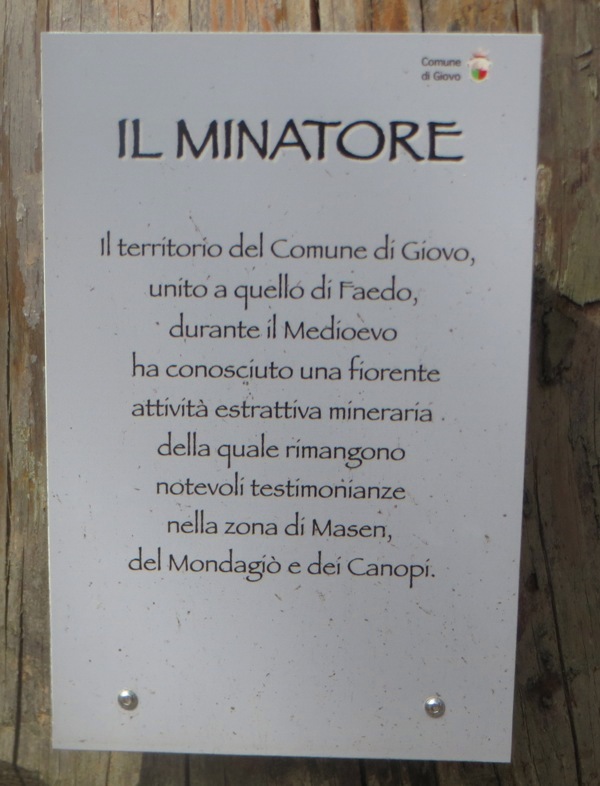 Comune
di Giovo
IL MINATORE
Il territorio del Comune di Giovo,
unito a quello di Faedo,
durante il Medioevo
ha conosciuto una fiorente
attività estrattiva mineraria
della quale rimangono
notevoli testimonianze
nella zona di Masen,
del Mondagiò e dei Canopi.